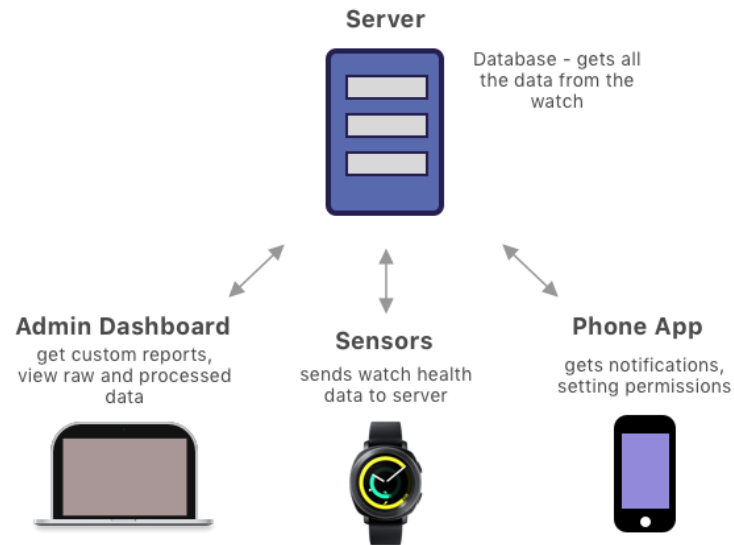 Server
Database - gets all
the data from the
watch
Admin Dashboard
get custom reports,
view raw and processed
data
Sensors
sends watch health
data to server
Phone App
gets notifications,
setting permissions